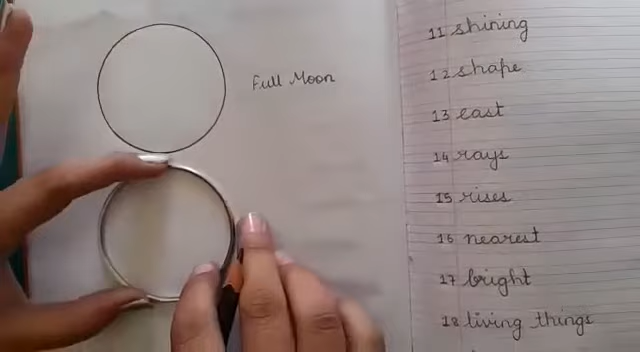 Full Moon
11 shining
12 shape
13 east
14 rays
15 rises
16 nearest
17 bright
18 living things